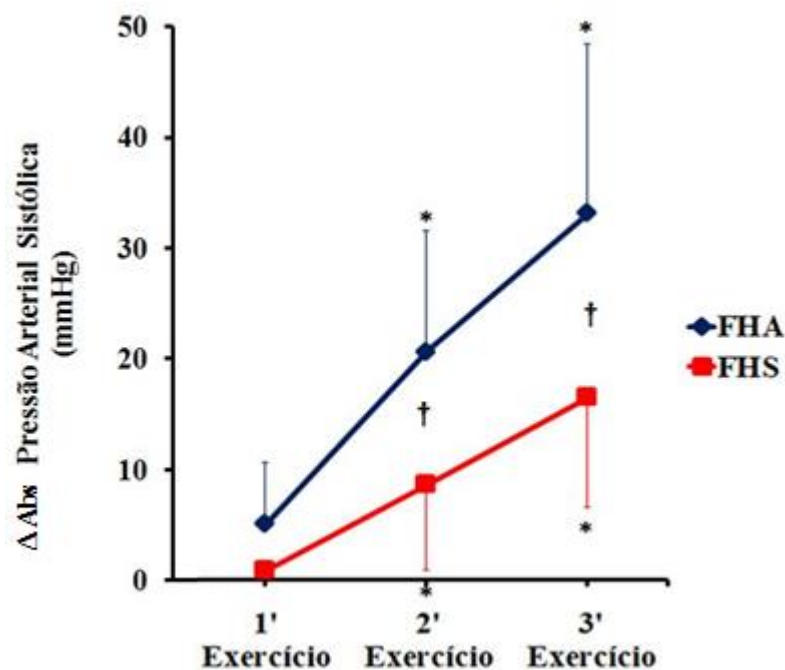 Δ Abs Pressão Arterial Sistólica
(mmHg)
50
40
30
20
10
0
*
*
†
†
*
*
FHA
FHS
1'
Exercício
2'
Exercício
3'
Exercício